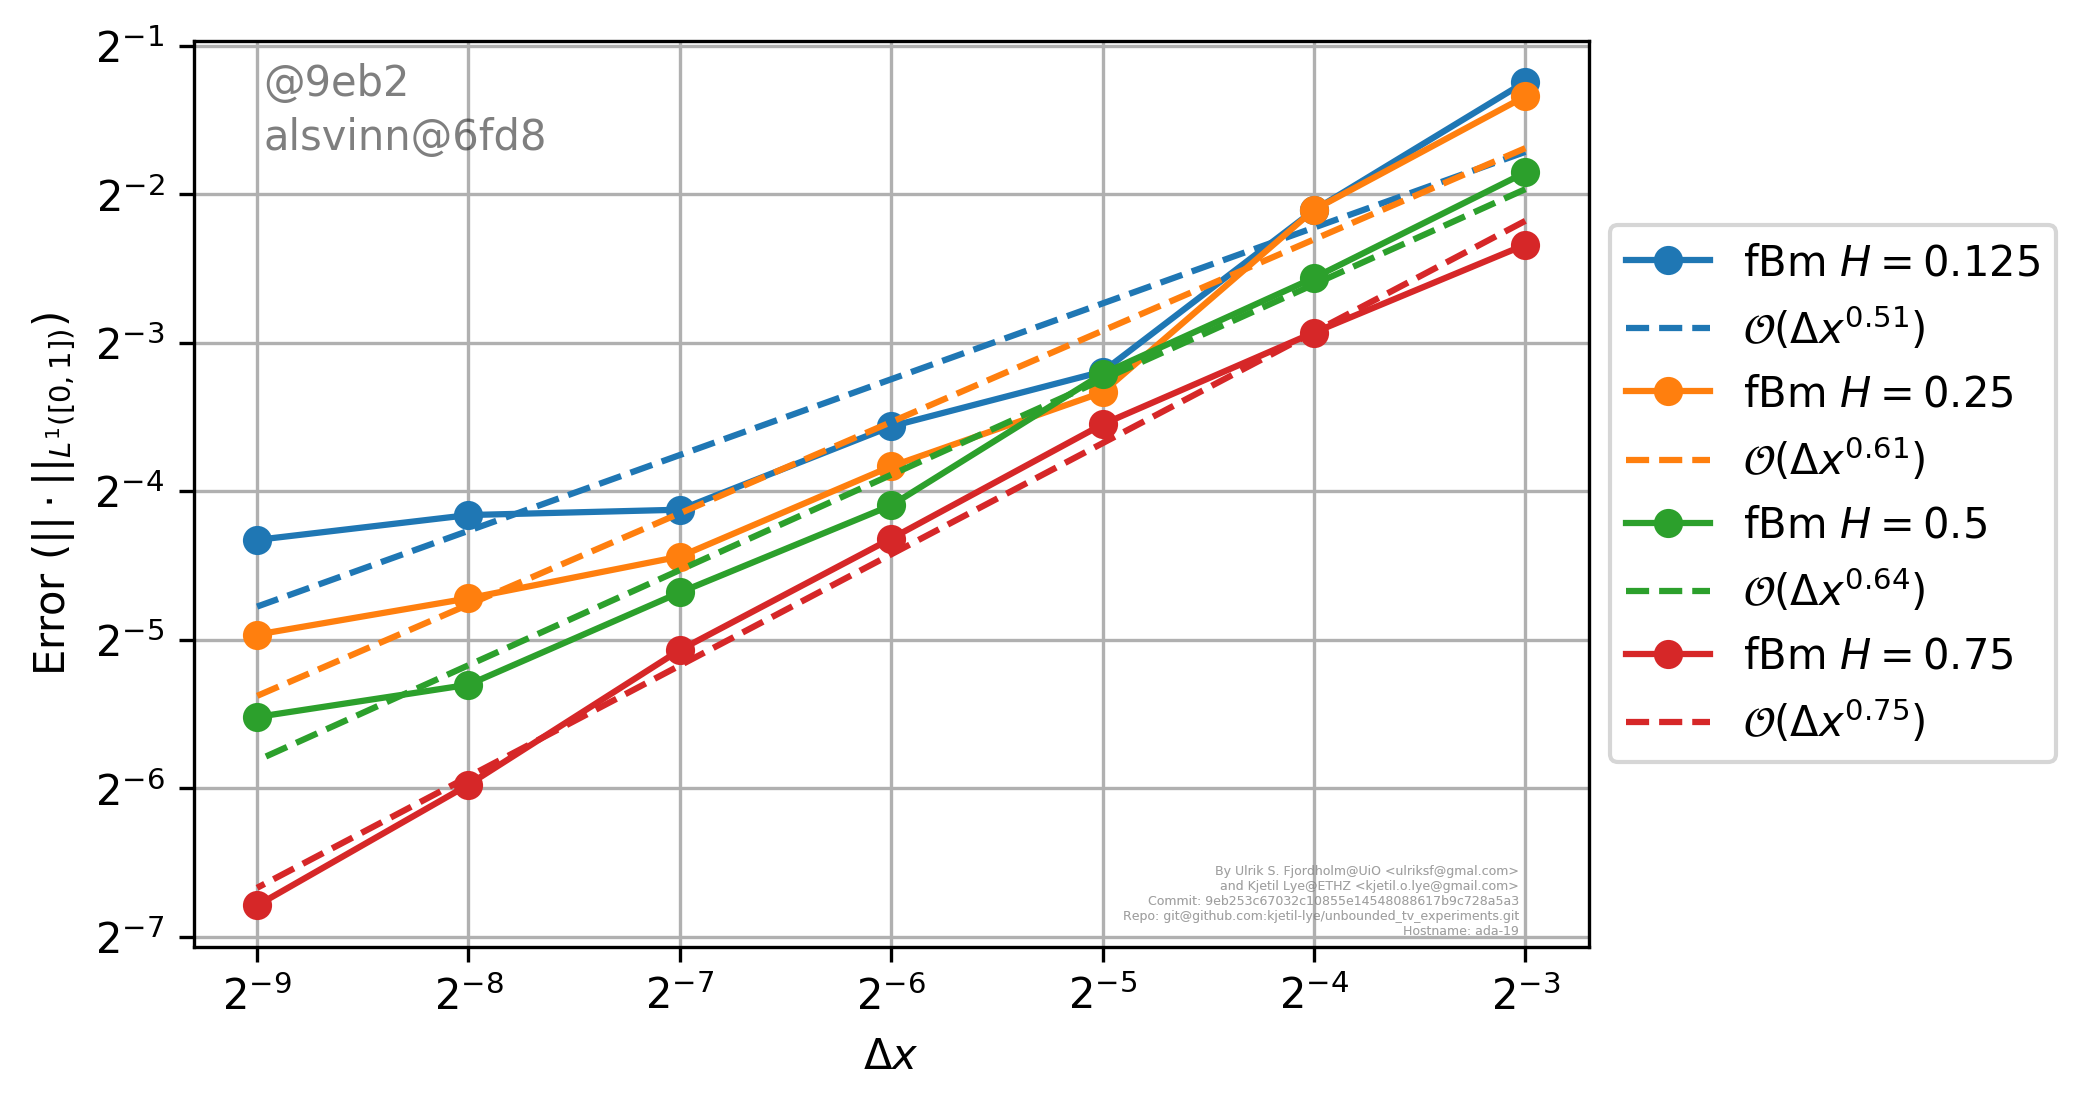 @9eb2
alsvinn@6fd8
2⁻¹
2⁻²
2⁻³
2⁻⁴
2⁻⁵
2⁻⁶
2⁻⁷
Error (||·||_{L¹([0,1])})
2⁻⁹
2⁻⁸
2⁻⁷
2⁻⁶
2⁻⁵
2⁻⁴
2⁻³
Δx
fBm H = 0.125
𝒪(Δx^{0.51})
fBm H = 0.25
𝒪(Δx^{0.61})
fBm H = 0.5
𝒪(Δx^{0.64})
fBm H = 0.75
𝒪(Δx^{0.75})
By Ulrik S. Fjordholm@UiO <ulriksf@gmal.com>
and Kjetil Lye@ETHZ <kjetil.o.lye@gmail.com>
Commit: 9eb253c67032c10855e14548088617b9c728a5a3
Repo: git@github.com:kjetil-lye/unbounded_tv_experiments.git
Hostname: ada-19